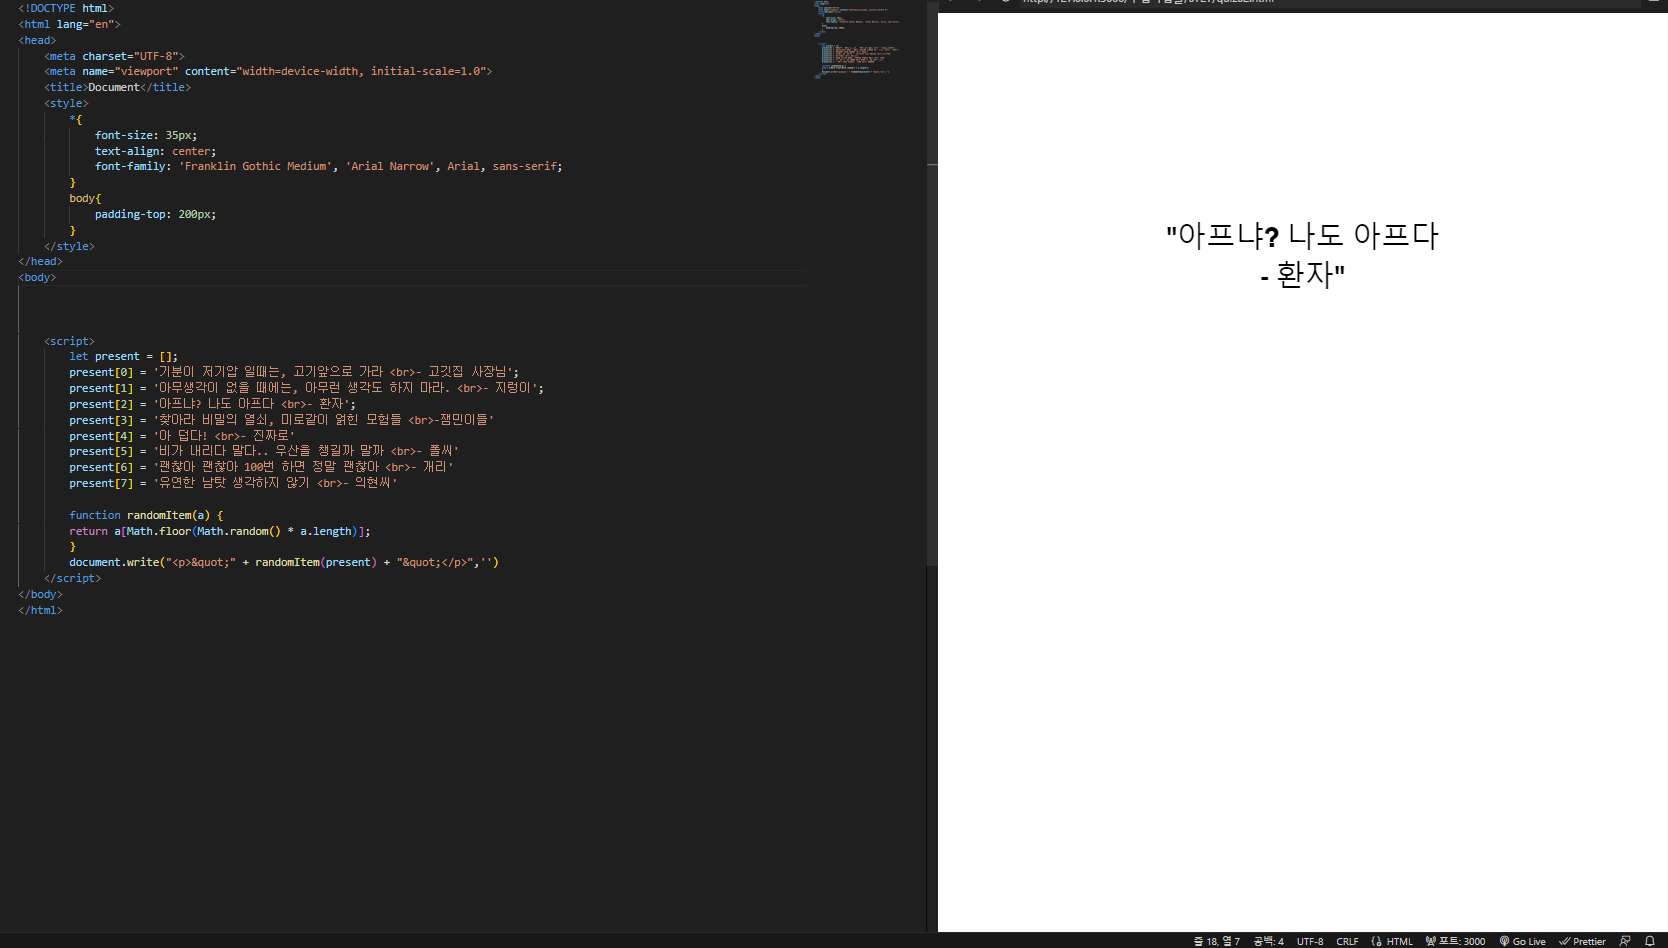 <!DOCTYPE html>
<html lang="en">
<head>
    <meta charset="UTF-8">
    <meta name="viewport" content="width=device-width, initial-scale=1.0">
    <title>Document</title>
    <style>
        *{
            font-size: 35px;
            text-align: center;
            font-family: 'Franklin Gothic Medium', 'Arial Narrow', Arial, sans-serif;
        }
        body{
            padding-top: 200px;
        }
    </style>
</head>
<body>
    <script>
        let present = [];
        present[0] = '기분이 저기압 일때는, 고기앞으로 가라 <br>- 고깃집 사장님';
        present[1] = '아무생각이 없을 때에는, 아무런 생각도 하지 마라. <br>- 지렁이';
        present[2] = '아프냐? 나도 아프다 <br>- 환자';
        present[3] = '찾아라 비밀의 열쇠, 미로같이 얽힌 모험들 <br>-잼민이들'
        present[4] = '아 덥다! <br>- 진짜로'
        present[5] = '비가 내리다 말다.. 우산을 챙길까 말까 <br>- 폴씨'
        present[6] = '괜찮아 괜찮아 100번 하면 정말 괜찮아 <br>- 개리'
        present[7] = '유연한 남탓 생각하지 않기 <br>- 의현씨'
        function randomItem(a) {
        return a[Math.floor(Math.random() * a.length)];
        }
        document.write("<p>&quot;" + randomItem(present) + "&quot;</p>",'')
    </script>
</body>
</html>
"아프냐? 나도 아프다
- 환자"
줄 18, 열 7 공백: 4 UTF-8 CRLF HTML 포트: 3000 Go Live Prettier